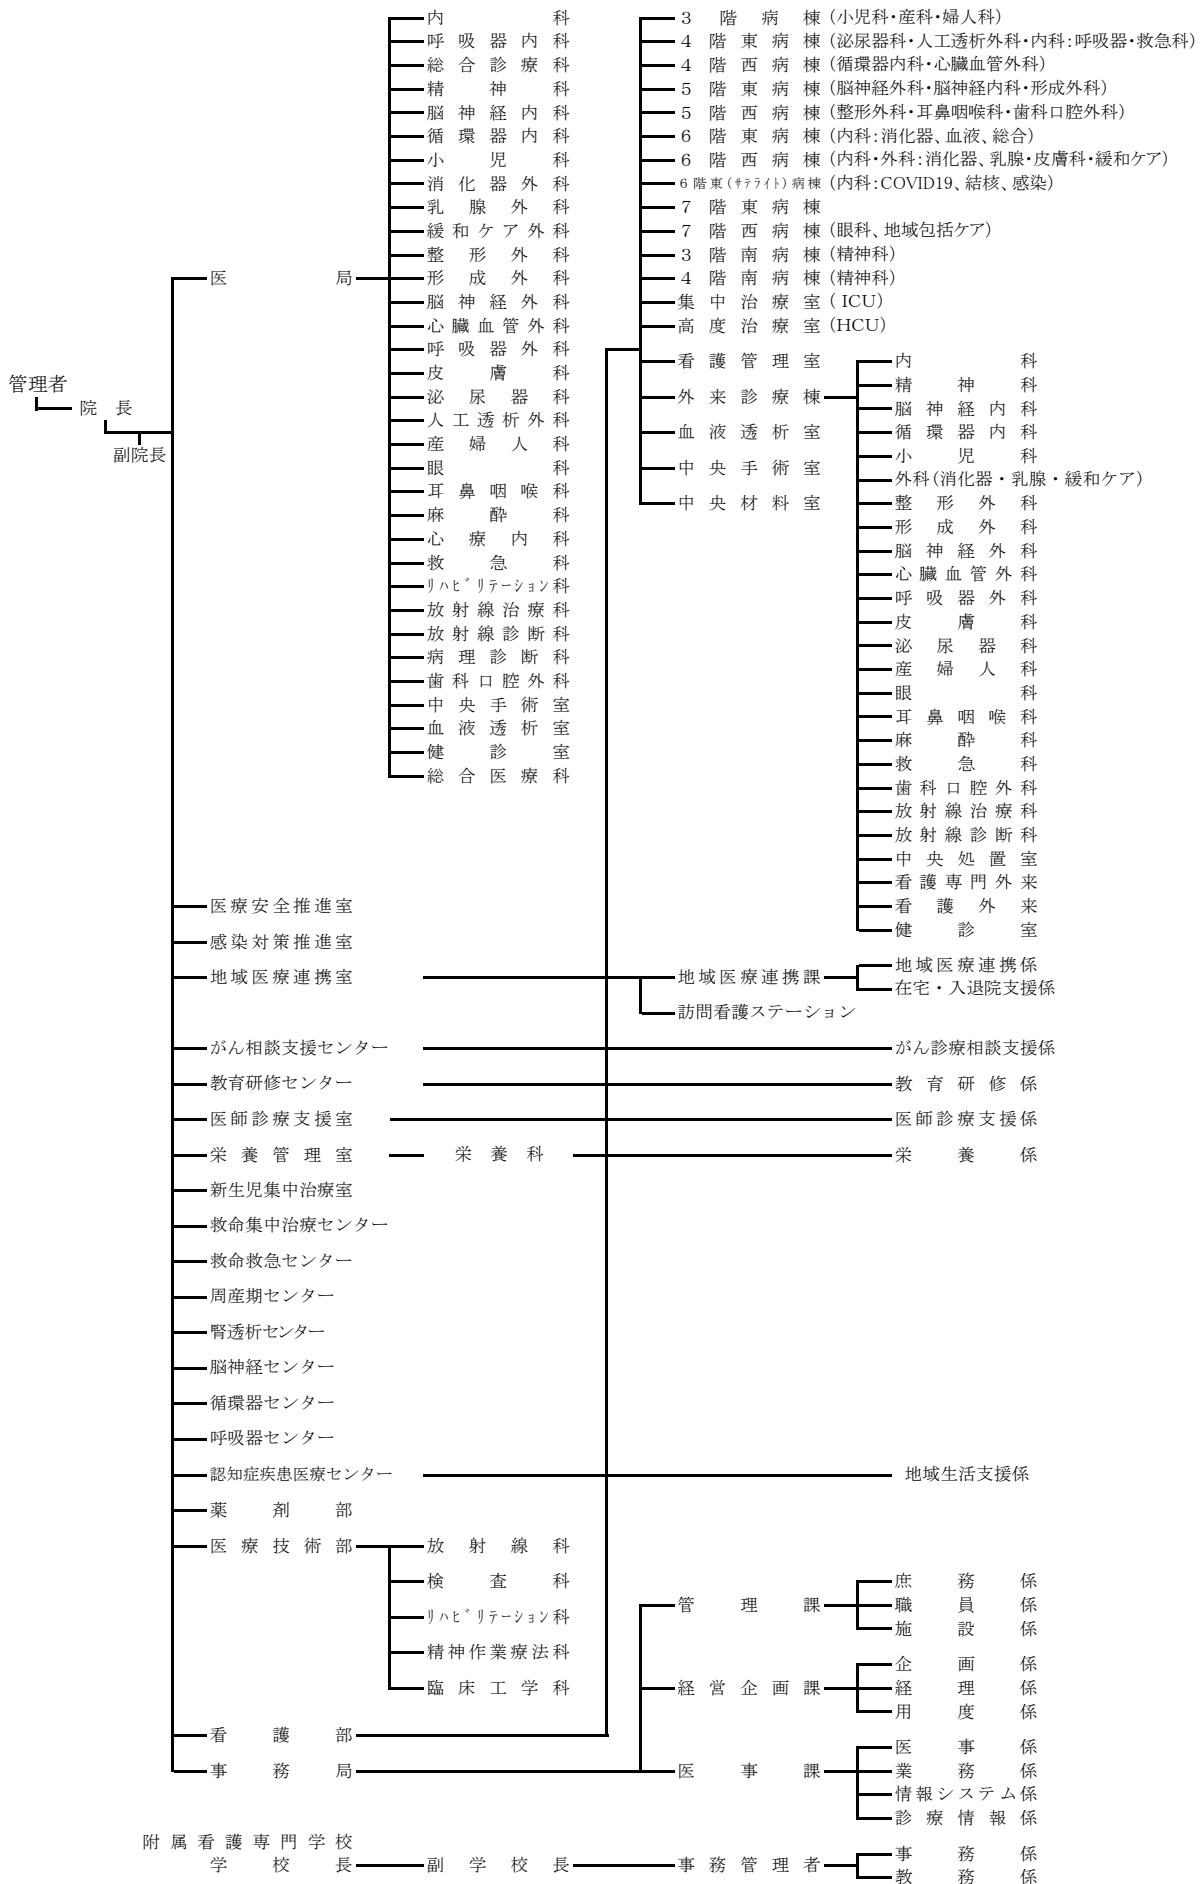 管理者
院長
副院長
医局
内科
呼吸器内科
総合診療科
精神科
脳神経内科
循環器内科
小児科
消化器外科
乳腺外科
緩和ケア外科
整形外科
形成外科
脳神経外科
心臓血管外科
呼吸器外科
皮膚科
泌尿器科
人工透析外科
産婦人科
眼科
耳鼻咽喉科
麻酔科
心療内科
救急科
ﾘﾊﾋﾞﾘﾃｰｼｮﾝ科
放射線治療科
放射線診断科
病理診断科
歯科口腔外科
中央手術室
血液透析室
健診室
総合医療科
3階病棟(小児科・産科・婦人科)
4階東病棟(泌尿器科・人工透析外科・内科:呼吸器・救急科)
4階西病棟(循環器内科・心臓血管外科)
5階東病棟(脳神経外科・脳神経内科・形成外科)
5階西病棟(整形外科・耳鼻咽喉科・歯科口腔外科)
6階東病棟(内科:消化器、血液、総合)
6階西病棟(内科・外科:消化器、乳腺・皮膚科・緩和ケア)
6階東(ｻﾃﾗｲﾄ)病棟(内科:COVID19、結核、感染)
7階東病棟
7階西病棟(眼科、地域包括ケア)
3階南病棟(精神科)
4階南病棟(精神科)
集中治療室( ICU)
高度治療室(HCU)
看護管理室
外来診療棟
血液透析室
中央手術室
中央材料室
内科
精神科
脳神経内科
循環器内科
小児科
外科(消化器・乳腺・緩和ケア)
整形外科
形成外科
脳神経外科
心臓血管外科
呼吸器外科
皮膚科
泌尿器科
産婦人科
眼科
耳鼻咽喉科
麻酔科
救急科
歯科口腔外科
放射線治療科
放射線診断科
中央処置室
看護専門外来
看護外来
健診室
医療安全推進室
感染対策推進室
地域医療連携室
地域医療連携課
地域医療連携係
在宅・入退院支援係
訪問看護ステーション
がん相談支援センター
がん診療相談支援係
教育研修センター
教育研修係
医師診療支援室
医師診療支援係
栄養管理室
栄養科
栄養係
新生児集中治療室
救命集中治療センター
救命救急センター
周産期センター
腎透析センター
脳神経センター
循環器センター
呼吸器センター
認知症疾患医療センター
地域生活支援係
薬剤部
医療技術部
放射線科
検査科
ﾘﾊﾋﾞﾘﾃｰｼｮﾝ科
精神作業療法科
臨床工学科
看護部
事務局
管理課
庶務係
職員係
施設係
経営企画課
企画係
経理係
用度係
医事課
医事係
業務係
情報システム係
診療情報係
附属看護専門学校
学校長
副学校長
事務管理者
事務係
教務係